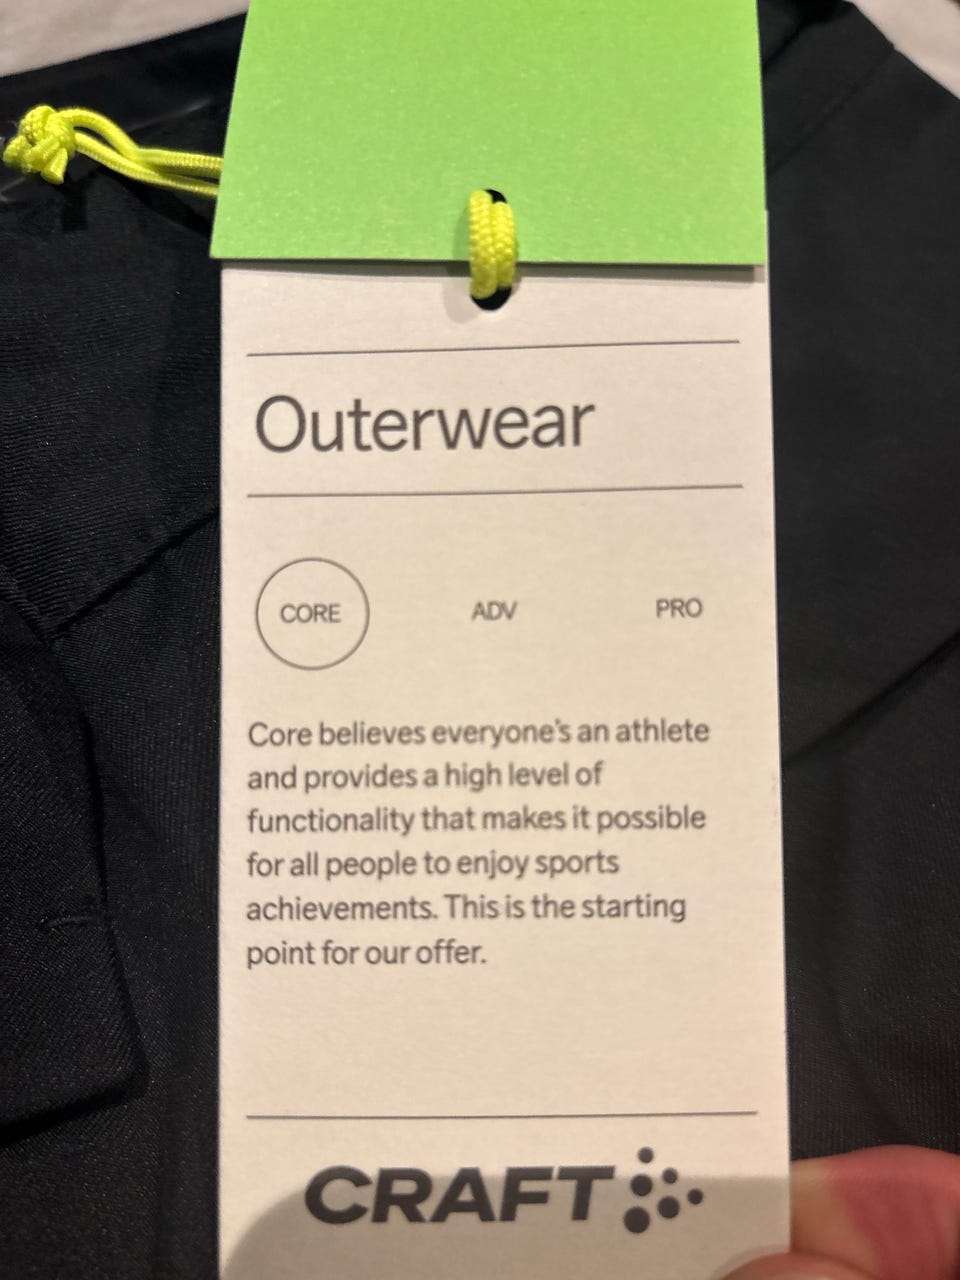 Outerwear
CORE ADV PRO
Core believes everyone's an athlete
and provides a high level of
functionality that makes it possible
for all people to enjoy sports
achievements. This is the starting
point for our offer.
CRAFT